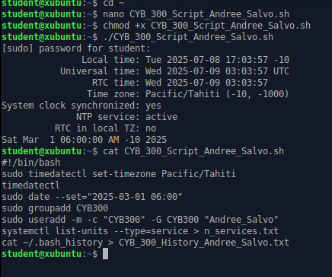 student@xubuntu:~$ cd ~
student@xubuntu:~$ nano CYB_300_Script_Andree_Salvo.sh
student@xubuntu:~$ chmod +x CYB_300_Script_Andree_Salvo.sh
student@xubuntu:~$ ./CYB_300_Script_Andree_Salvo.sh
[sudo] password for student:
Local time: Tue 2025-07-08 17:03:57 -10
Universal time: Wed 2025-07-09 03:03:57 UTC
RTC time: Wed 2025-07-09 03:03:57
Time zone: Pacific/Tahiti (-10, -1000)
System clock synchronized: yes
NTP service: active
RTC in local TZ: no
Sat Mar  1 06:00:00 AM -10 2025
student@xubuntu:~$ cat CYB_300_Script_Andree_Salvo.sh
#!/bin/bash
sudo timedatectl set-timezone Pacific/Tahiti
timedatectl
sudo date --set="2025-03-01 06:00"
sudo groupadd CYB300
sudo useradd -m -c "CYB300" -G CYB300 "Andree_Salvo"
systemctl list-units --type=service > n_services.txt
cat ~/.bash_history > CYB_300_History_Andree_Salvo.txt
student@xubuntu:~$